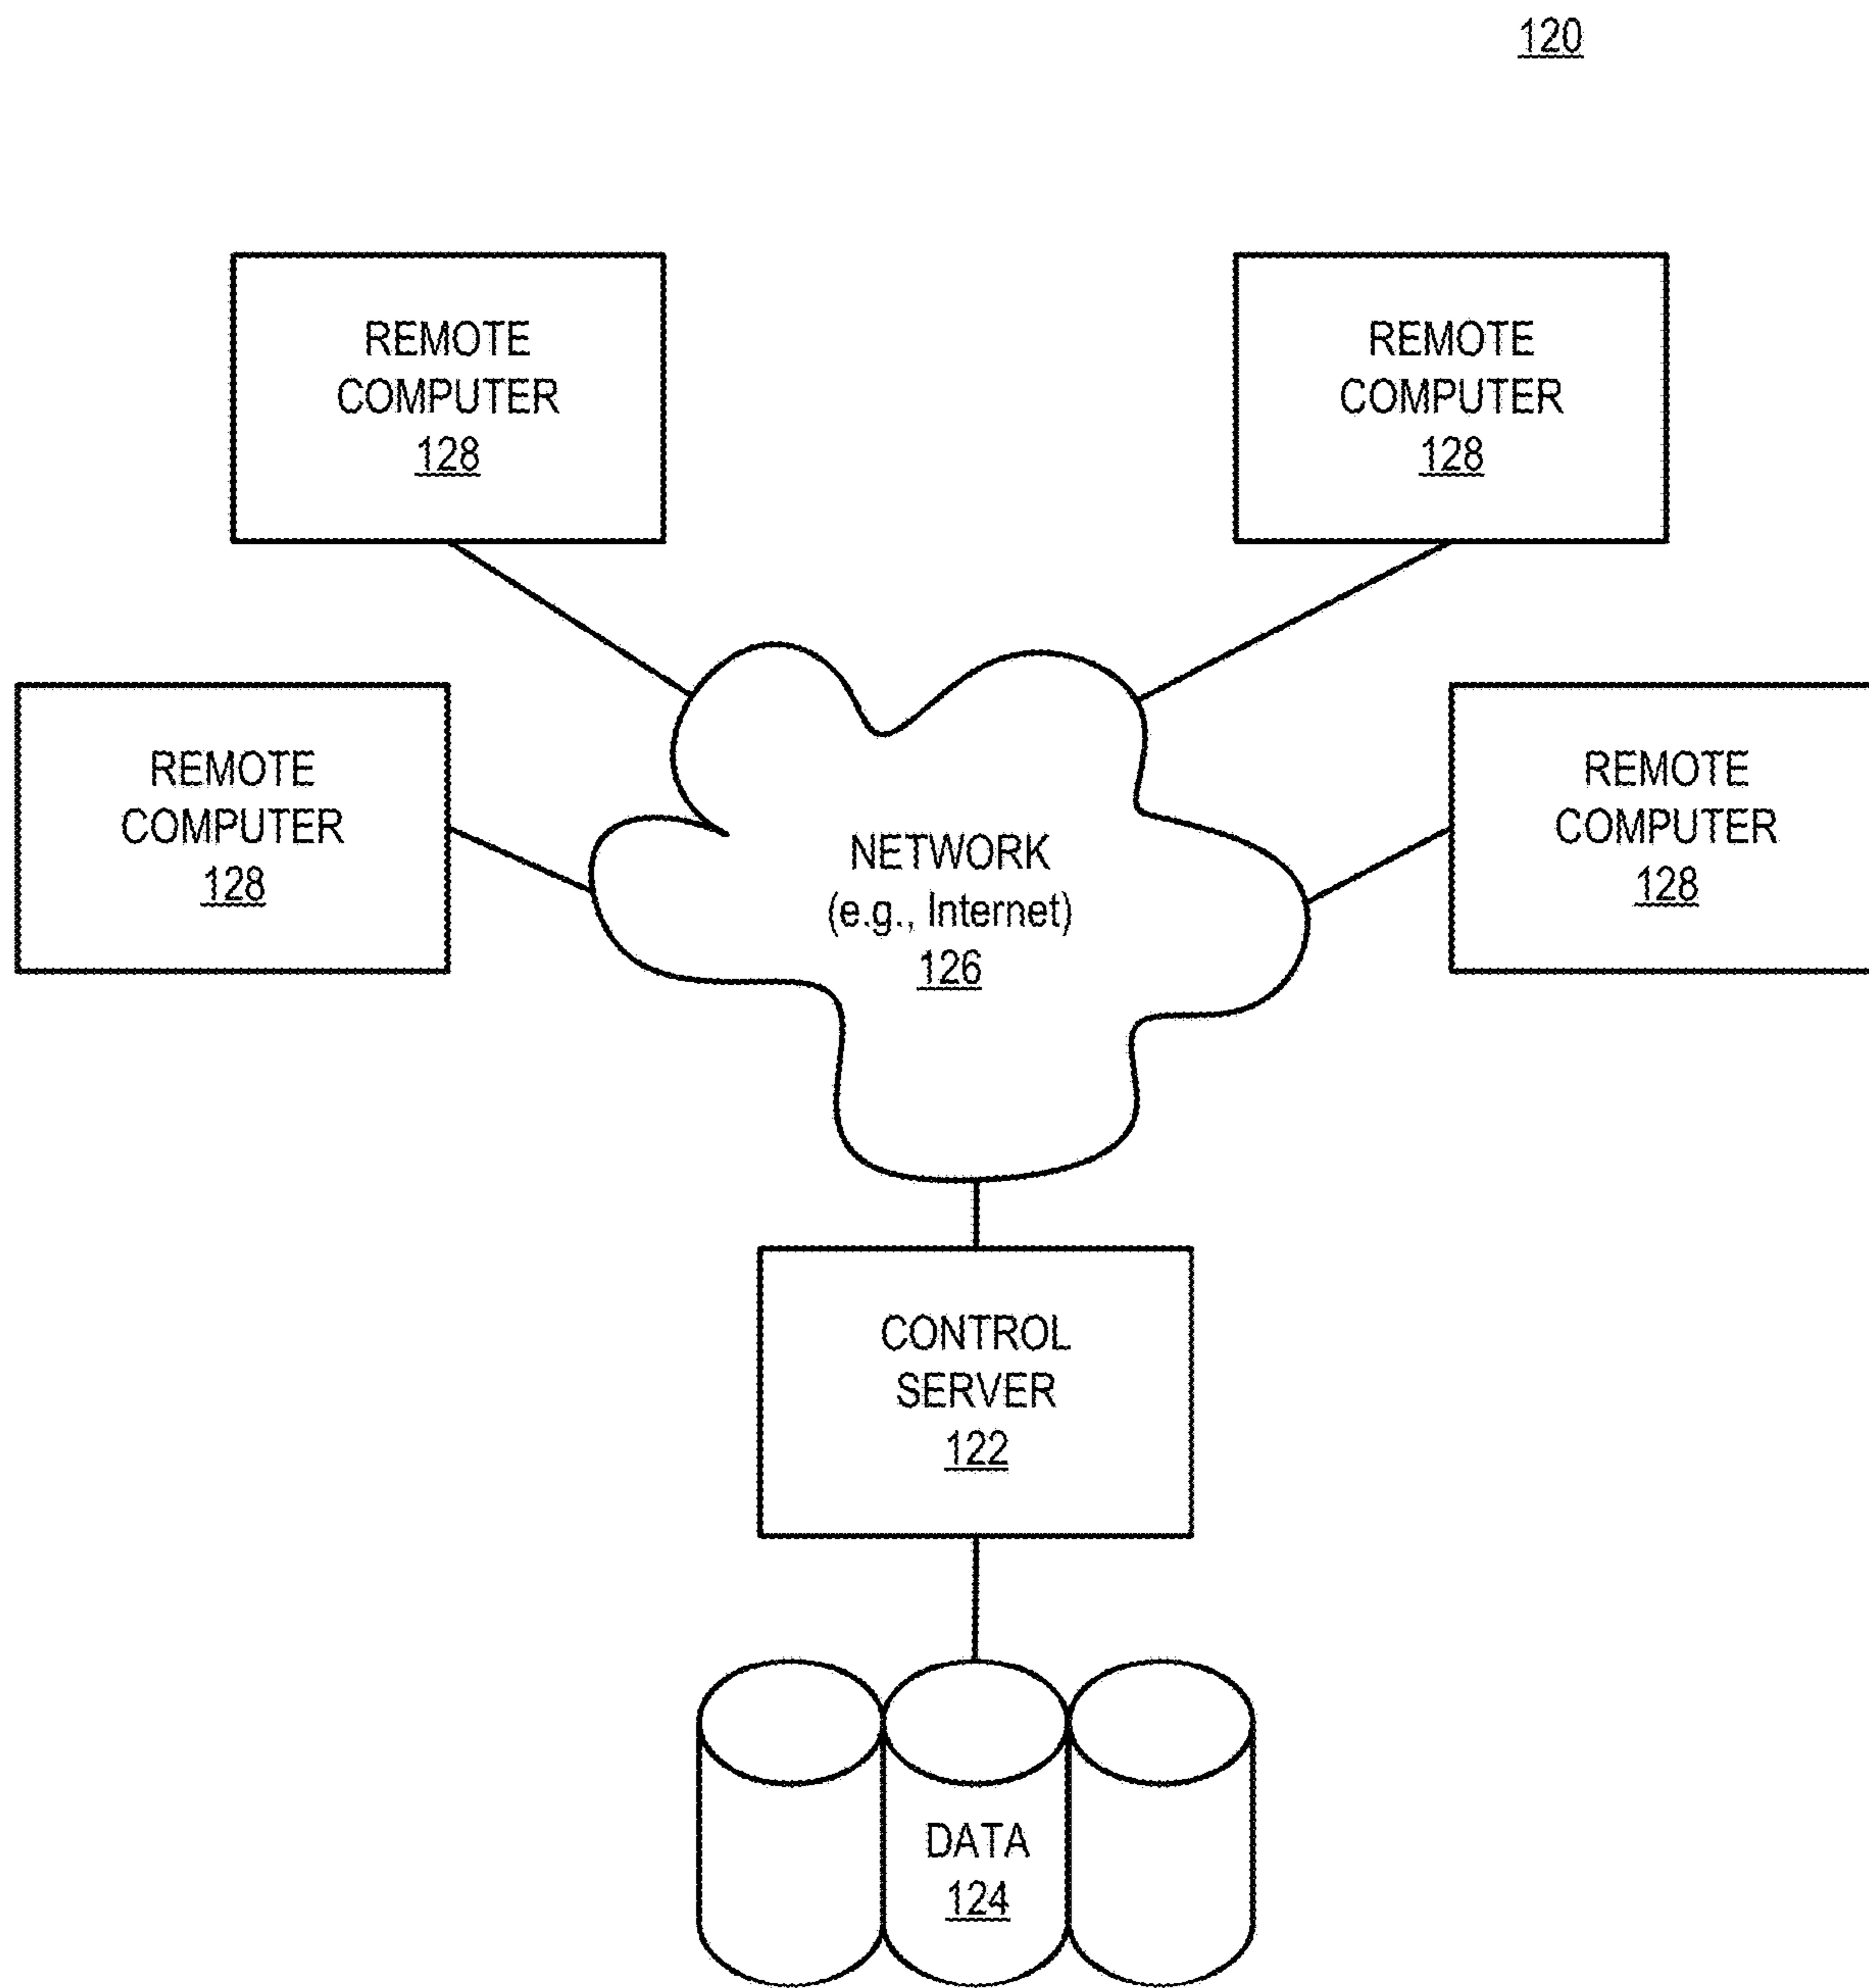 120
REMOTE
COMPUTER
128
REMOTE
COMPUTER
128
REMOTE
COMPUTER
128
NETWORK
(e.g., Internet)
126
REMOTE
COMPUTER
128
CONTROL
SERVER
122
DATA
124